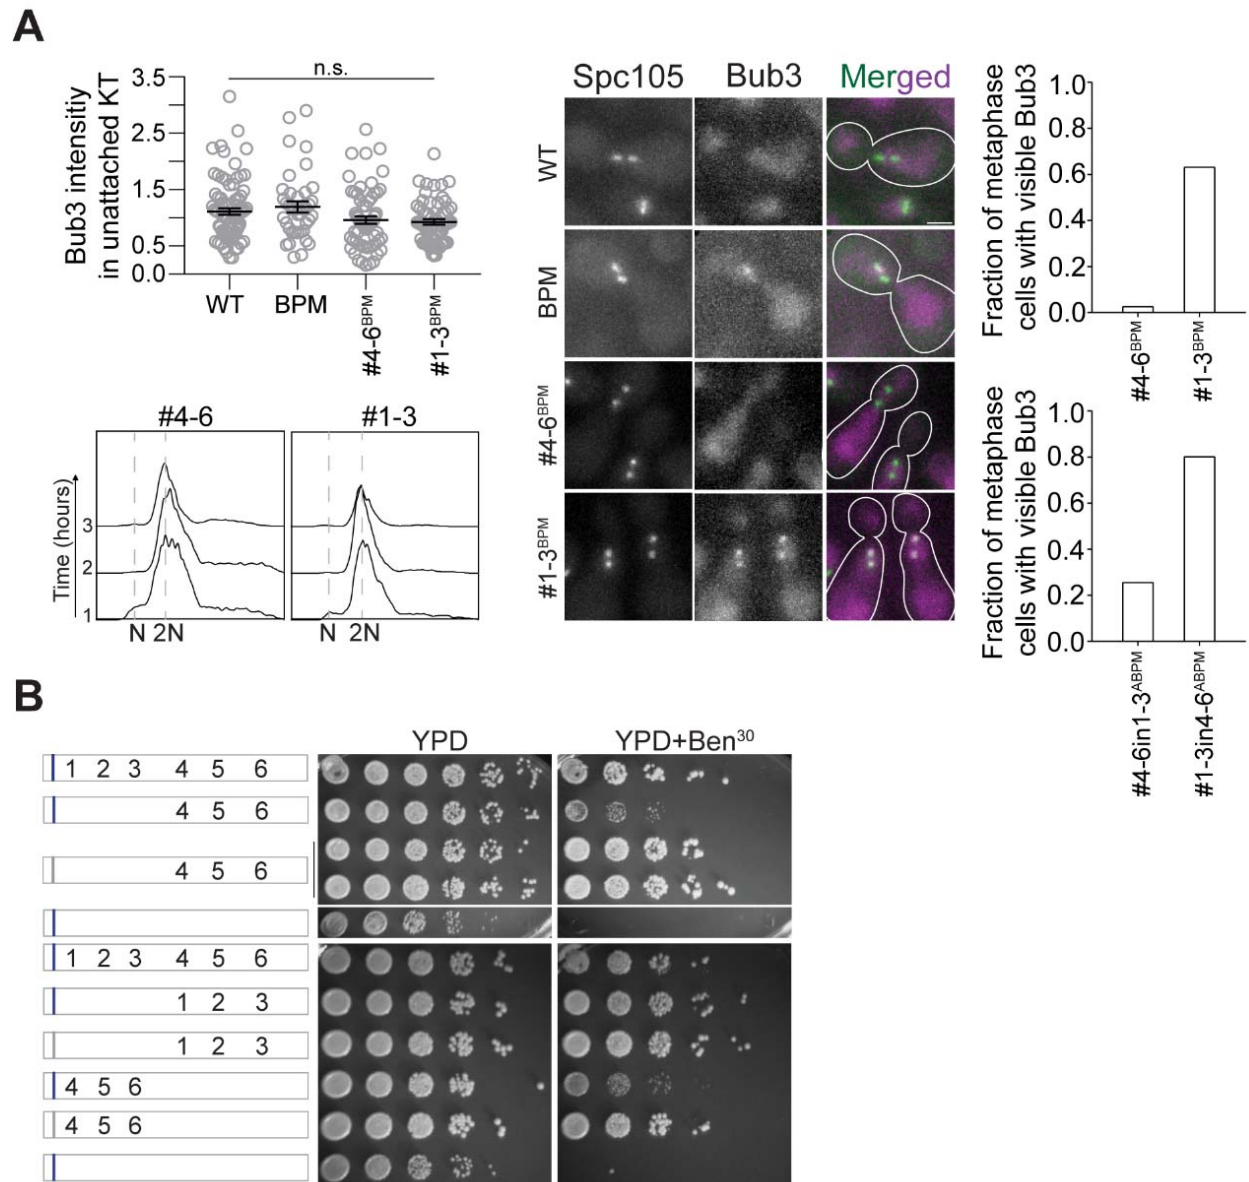 A
Bub3 intensitiy
in unattached KT
3.5
2.5
1.5
0.5
0.0
n.s.
WT
BPM
#4-6BPM
#1-3BPM
#4-6
#1-3
Time (hours)
3
2
1
N 2N
N 2N
Spc105
Bub3
Merged
WT
BPM
#4-6BPM
#1-3BPM
Fraction of metaphase
cells with visible Bub3
1.0
0.8
0.6
0.4
0.2
0.0
#4-6BPM
#1-3BPM
Fraction of metaphase
cells with visible Bub3
1.0
0.8
0.6
0.4
0.2
0.0
#4-6in1-3ABPM
#1-3in4-6ABPM
B
YPD
YPD+Ben30
1 2 3 4 5 6
4 5 6
4 5 6
1 2 3 4 5 6
1 2 3
1 2 3
4 5 6
4 5 6